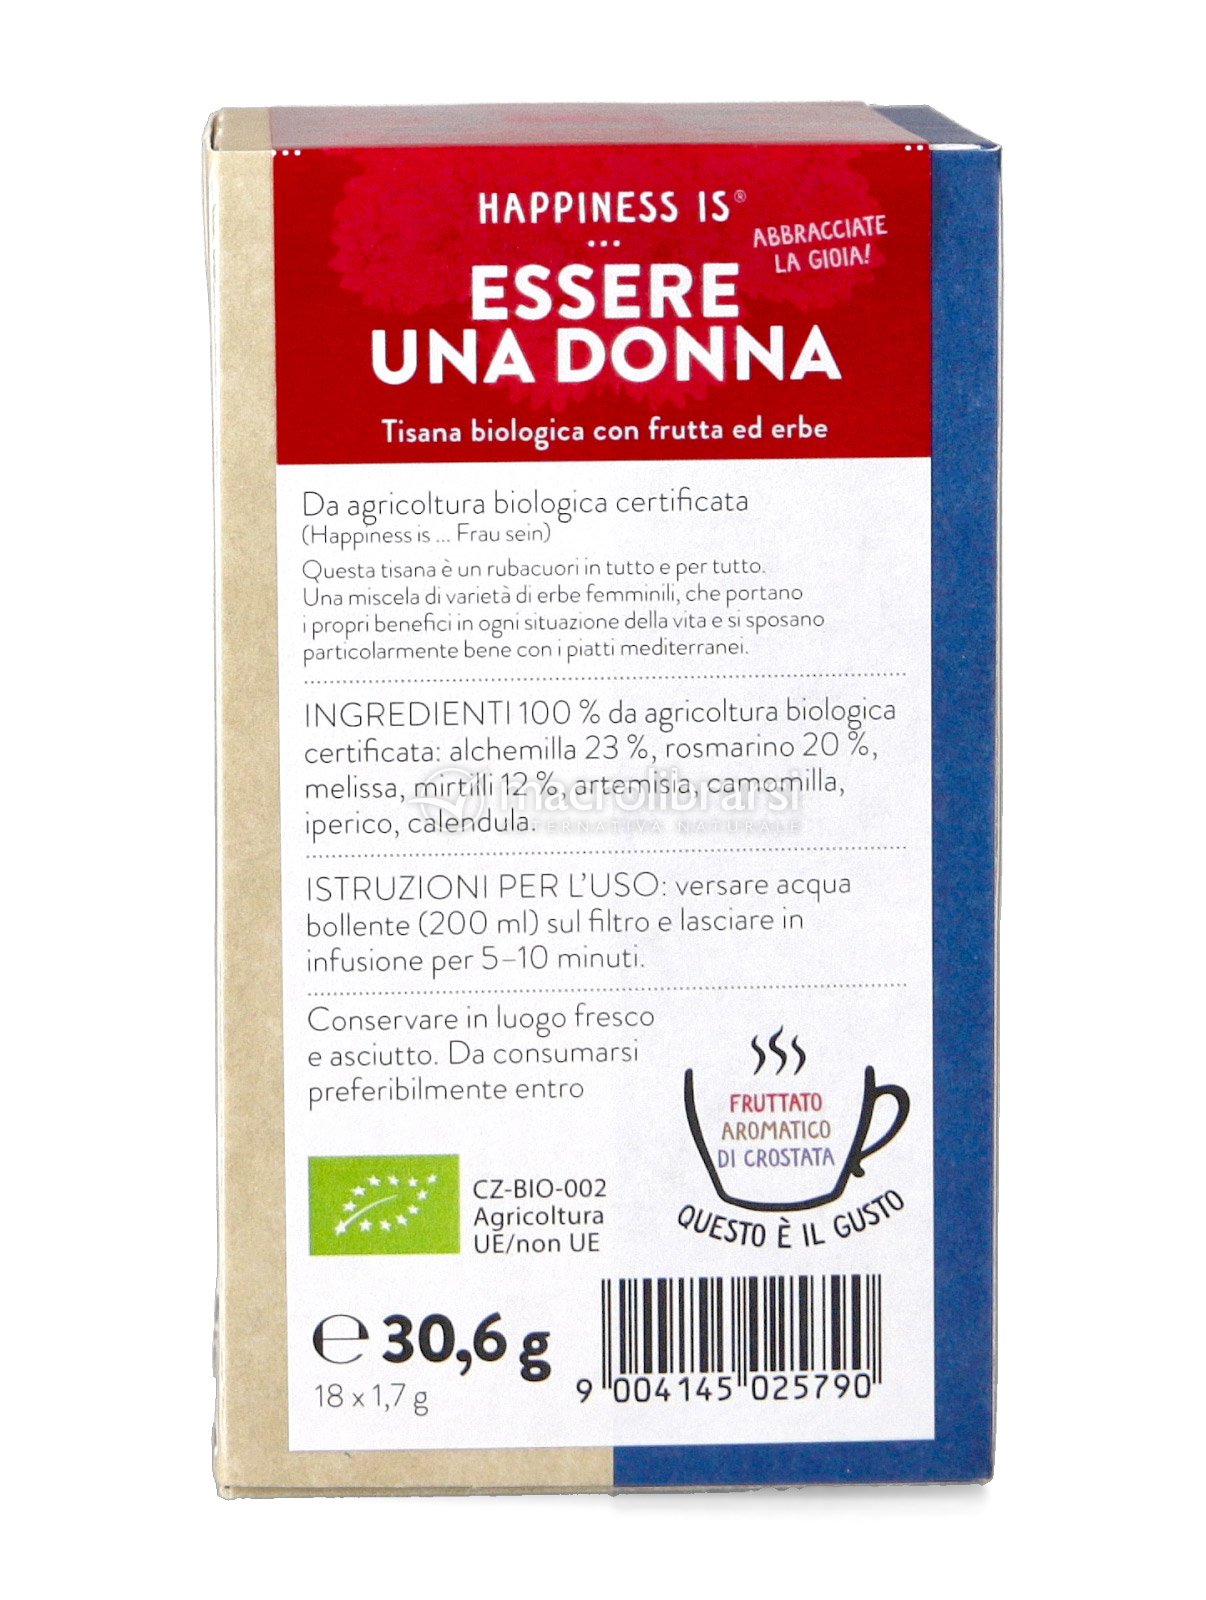 HAPPINESS IS®
...
ABBRACCIATE
LA GIOIA!
ESSERE
UNA DONNA
Tisana biologica con frutta ed erbe
Da agricoltura biologica certificata
(Happiness is ... Frau sein)
Questa tisana è un rubacuori in tutto e per tutto.
Una miscela di varietà di erbe femminili, che portano
i propri benefici in ogni situazione della vita e si sposano
particolarmente bene con i piatti mediterranei.
INGREDIENTI 100 % da agricoltura biologica
certificata: alchemilla 23 %, rosmarino 20 %,
melissa, mirtilli 12 %, artemisia, camomilla,
iperico, calendula.
macrolibrarsi
ALTERNATIVA NATURALE
ISTRUZIONI PER L'USO: versare acqua
bollente (200 ml) sul filtro e lasciare in
infusione per 5–10 minuti.
Conservare in luogo fresco
e asciutto. Da consumarsi
preferibilmente entro
FRUTTATO
AROMATICO
DI CROSTATA
QUESTO È IL GUSTO
CZ-BIO-002
Agricoltura
UE/non UE
℮ 30,6 g
18 x 1,7 g
9 004145 025790